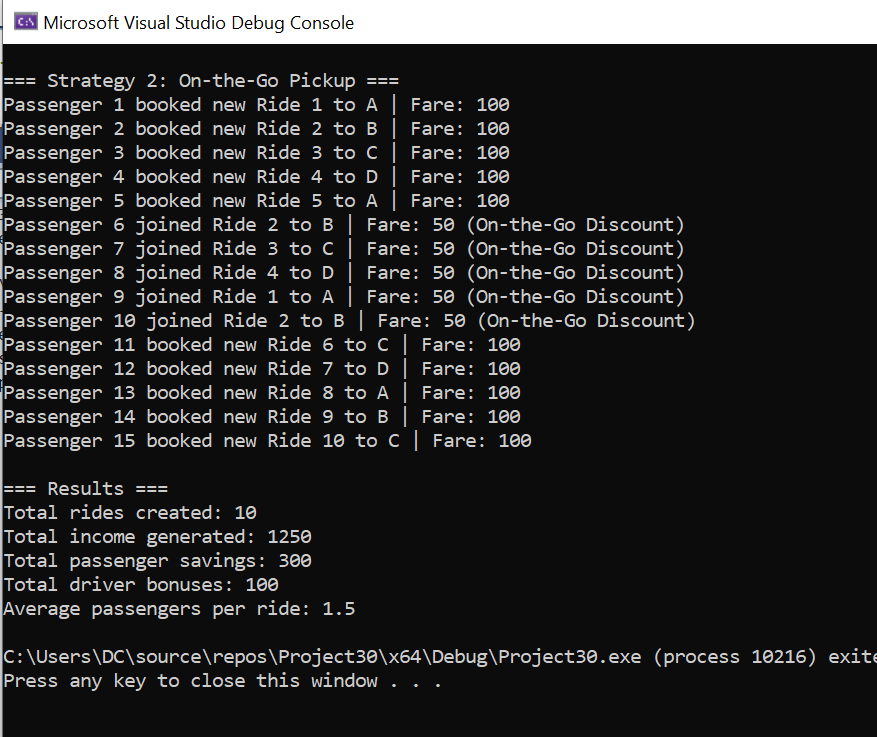 Microsoft Visual Studio Debug Console
=== Strategy 2: On-the-Go Pickup ===
Passenger 1 booked new Ride 1 to A | Fare: 100
Passenger 2 booked new Ride 2 to B | Fare: 100
Passenger 3 booked new Ride 3 to C | Fare: 100
Passenger 4 booked new Ride 4 to D | Fare: 100
Passenger 5 booked new Ride 5 to A | Fare: 100
Passenger 6 joined Ride 2 to B | Fare: 50 (On-the-Go Discount)
Passenger 7 joined Ride 3 to C | Fare: 50 (On-the-Go Discount)
Passenger 8 joined Ride 4 to D | Fare: 50 (On-the-Go Discount)
Passenger 9 joined Ride 1 to A | Fare: 50 (On-the-Go Discount)
Passenger 10 joined Ride 2 to B | Fare: 50 (On-the-Go Discount)
Passenger 11 booked new Ride 6 to C | Fare: 100
Passenger 12 booked new Ride 7 to D | Fare: 100
Passenger 13 booked new Ride 8 to A | Fare: 100
Passenger 14 booked new Ride 9 to B | Fare: 100
Passenger 15 booked new Ride 10 to C | Fare: 100
=== Results ===
Total rides created: 10
Total income generated: 1250
Total passenger savings: 300
Total driver bonuses: 100
Average passengers per ride: 1.5
C:\Users\DC\source\repos\Project30\x64\Debug\Project30.exe (process 10216) exite
Press any key to close this window . . .